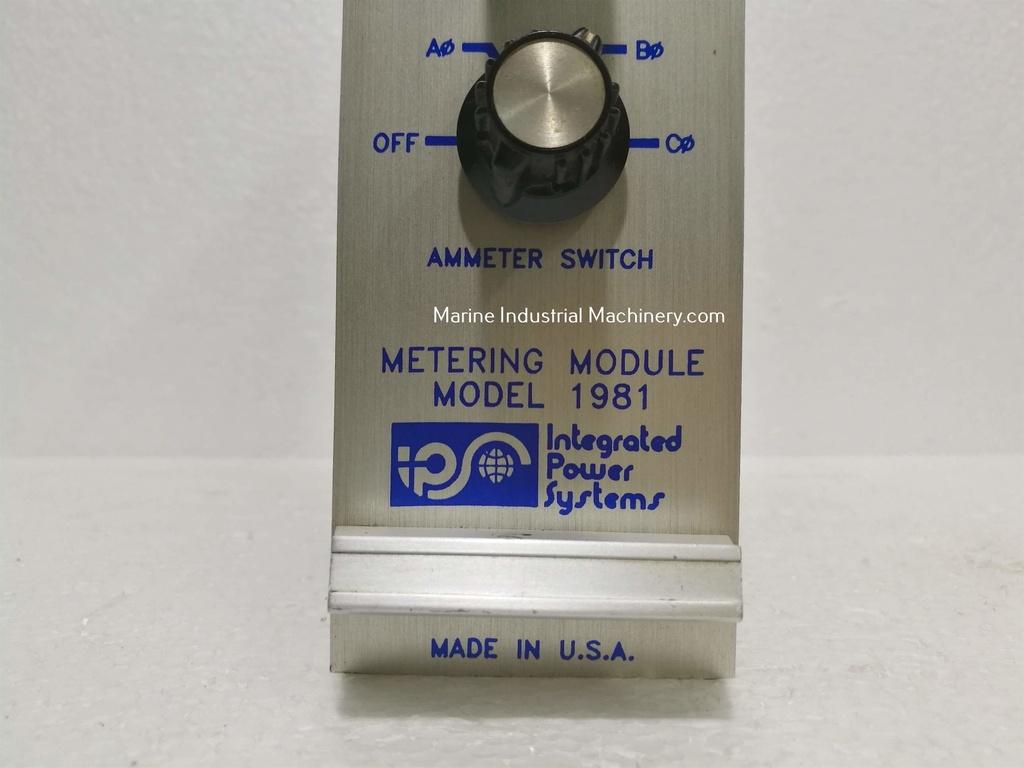 AØ BØ
OFF CØ
AMMETER SWITCH
Marine Industrial Machinery.com
METERING MODULE
MODEL 1981
ips Integrated
Power
Systems
MADE IN U.S.A.